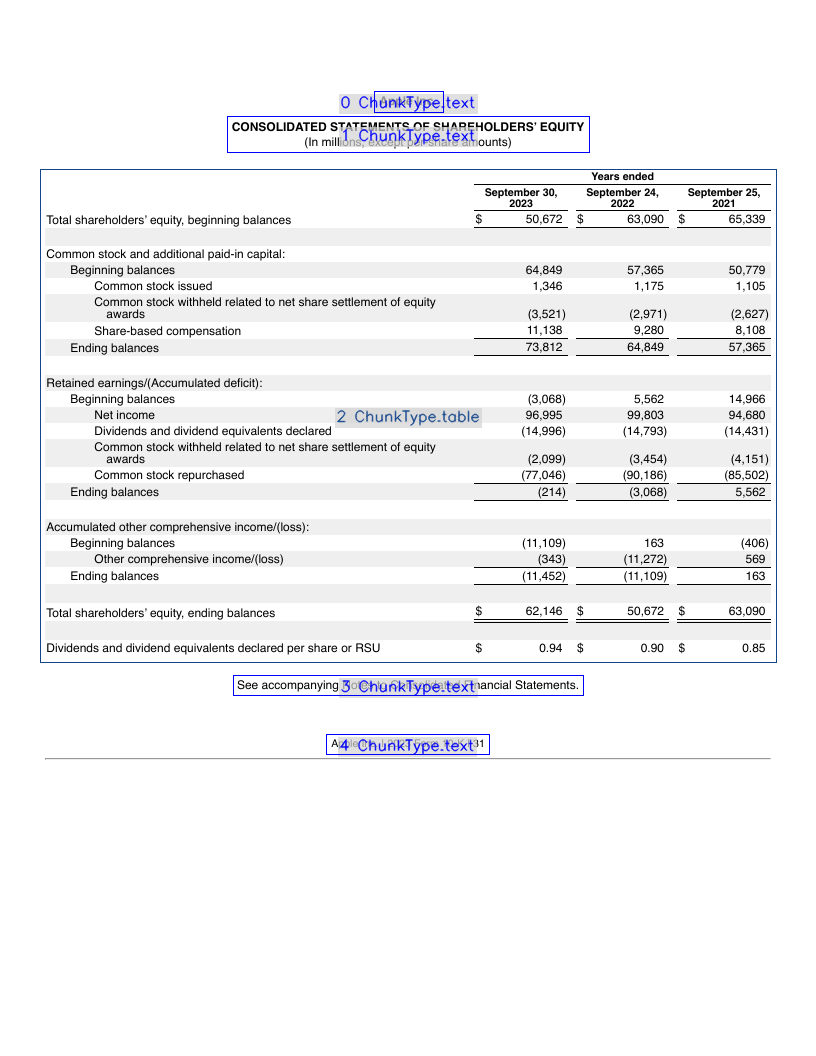 0 ChunkType.text
CONSOLIDATED STATEMENTS OF SHAREHOLDERS' EQUITY
1 ChunkType.text
(In millions, except per-share amounts)
Years ended
September 30, 2023 September 24, 2022 September 25, 2021
Total shareholders' equity, beginning balances $ 50,672 $ 63,090 $ 65,339
Common stock and additional paid-in capital:
Beginning balances 64,849 57,365 50,779
Common stock issued 1,346 1,175 1,105
Common stock withheld related to net share settlement of equity
awards (3,521) (2,971) (2,627)
Share-based compensation 11,138 9,280 8,108
Ending balances 73,812 64,849 57,365
Retained earnings/(Accumulated deficit):
Beginning balances (3,068) 5,562 14,966
Net income 96,995 99,803 94,680
2 ChunkType.table
Dividends and dividend equivalents declared (14,996) (14,793) (14,431)
Common stock withheld related to net share settlement of equity
awards (2,099) (3,454) (4,151)
Common stock repurchased (77,046) (90,186) (85,502)
Ending balances (214) (3,068) 5,562
Accumulated other comprehensive income/(loss):
Beginning balances (11,109) 163 (406)
Other comprehensive income/(loss) (343) (11,272) 569
Ending balances (11,452) (11,109) 163
Total shareholders' equity, ending balances $ 62,146 $ 50,672 $ 63,090
Dividends and dividend equivalents declared per share or RSU $ 0.94 $ 0.90 $ 0.85
See accompanying Notes to Consolidated Financial Statements.
3 ChunkType.text
4 ChunkType.text